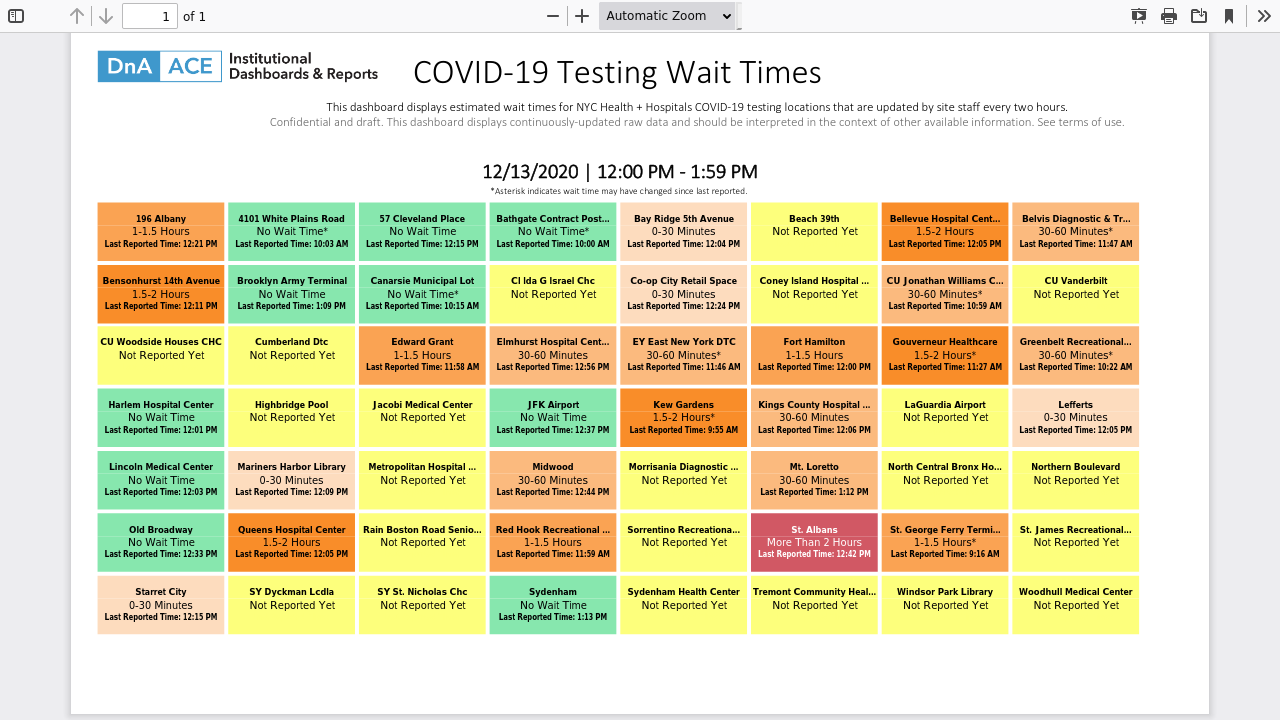 1 of 1 Automatic Zoom
DnA ACE Institutional
Dashboards & Reports
COVID-19 Testing Wait Times
This dashboard displays estimated wait times for NYC Health + Hospitals COVID-19 testing locations that are updated by site staff every two hours.
Confidential and draft. This dashboard displays continuously-updated raw data and should be interpreted in the context of other available information. See terms of use.
12/13/2020 | 12:00 PM - 1:59 PM
*Asterisk indicates wait time may have changed since last reported.
196 Albany
1-1.5 Hours
Last Reported Time: 12:21 PM
4101 White Plains Road
No Wait Time*
Last Reported Time: 10:03 AM
57 Cleveland Place
No Wait Time
Last Reported Time: 12:15 PM
Bathgate Contract Post...
No Wait Time*
Last Reported Time: 10:00 AM
Bay Ridge 5th Avenue
0-30 Minutes
Last Reported Time: 12:04 PM
Beach 39th
Not Reported Yet
Bellevue Hospital Cent...
1.5-2 Hours
Last Reported Time: 12:05 PM
Belvis Diagnostic & Tr...
30-60 Minutes*
Last Reported Time: 11:47 AM
Bensonhurst 14th Avenue
1.5-2 Hours
Last Reported Time: 12:11 PM
Brooklyn Army Terminal
No Wait Time
Last Reported Time: 1:09 PM
Canarsie Municipal Lot
No Wait Time*
Last Reported Time: 10:15 AM
CI Ida G Israel Chc
Not Reported Yet
Co-op City Retail Space
0-30 Minutes
Last Reported Time: 12:24 PM
Coney Island Hospital ...
Not Reported Yet
CU Jonathan Williams C...
30-60 Minutes*
Last Reported Time: 10:59 AM
CU Vanderbilt
Not Reported Yet
CU Woodside Houses CHC
Not Reported Yet
Cumberland Dtc
Not Reported Yet
Edward Grant
1-1.5 Hours
Last Reported Time: 11:58 AM
Elmhurst Hospital Cent...
30-60 Minutes
Last Reported Time: 12:56 PM
EY East New York DTC
30-60 Minutes*
Last Reported Time: 11:46 AM
Fort Hamilton
1-1.5 Hours
Last Reported Time: 12:00 PM
Gouverneur Healthcare
1.5-2 Hours*
Last Reported Time: 11:27 AM
Greenbelt Recreational...
30-60 Minutes*
Last Reported Time: 10:22 AM
Harlem Hospital Center
No Wait Time
Last Reported Time: 12:01 PM
Highbridge Pool
Not Reported Yet
Jacobi Medical Center
Not Reported Yet
JFK Airport
No Wait Time
Last Reported Time: 12:37 PM
Kew Gardens
1.5-2 Hours*
Last Reported Time: 9:55 AM
Kings County Hospital ...
30-60 Minutes
Last Reported Time: 12:06 PM
LaGuardia Airport
Not Reported Yet
Lefferts
0-30 Minutes
Last Reported Time: 12:05 PM
Lincoln Medical Center
No Wait Time
Last Reported Time: 12:03 PM
Mariners Harbor Library
0-30 Minutes
Last Reported Time: 12:09 PM
Metropolitan Hospital ...
Not Reported Yet
Midwood
30-60 Minutes
Last Reported Time: 12:44 PM
Morrisania Diagnostic ...
Not Reported Yet
Mt. Loretto
30-60 Minutes
Last Reported Time: 1:12 PM
North Central Bronx Ho...
Not Reported Yet
Northern Boulevard
Not Reported Yet
Old Broadway
No Wait Time
Last Reported Time: 12:33 PM
Queens Hospital Center
1.5-2 Hours
Last Reported Time: 12:05 PM
Rain Boston Road Senio...
Not Reported Yet
Red Hook Recreational ...
1-1.5 Hours
Last Reported Time: 11:59 AM
Sorrentino Recreationa...
Not Reported Yet
St. Albans
More Than 2 Hours
Last Reported Time: 12:42 PM
St. George Ferry Termi...
1-1.5 Hours*
Last Reported Time: 9:16 AM
St. James Recreational...
Not Reported Yet
Starret City
0-30 Minutes
Last Reported Time: 12:15 PM
SY Dyckman Lcdla
Not Reported Yet
SY St. Nicholas Chc
Not Reported Yet
Sydenham
No Wait Time
Last Reported Time: 1:13 PM
Sydenham Health Center
Not Reported Yet
Tremont Community Heal...
Not Reported Yet
Windsor Park Library
Not Reported Yet
Woodhull Medical Center
Not Reported Yet